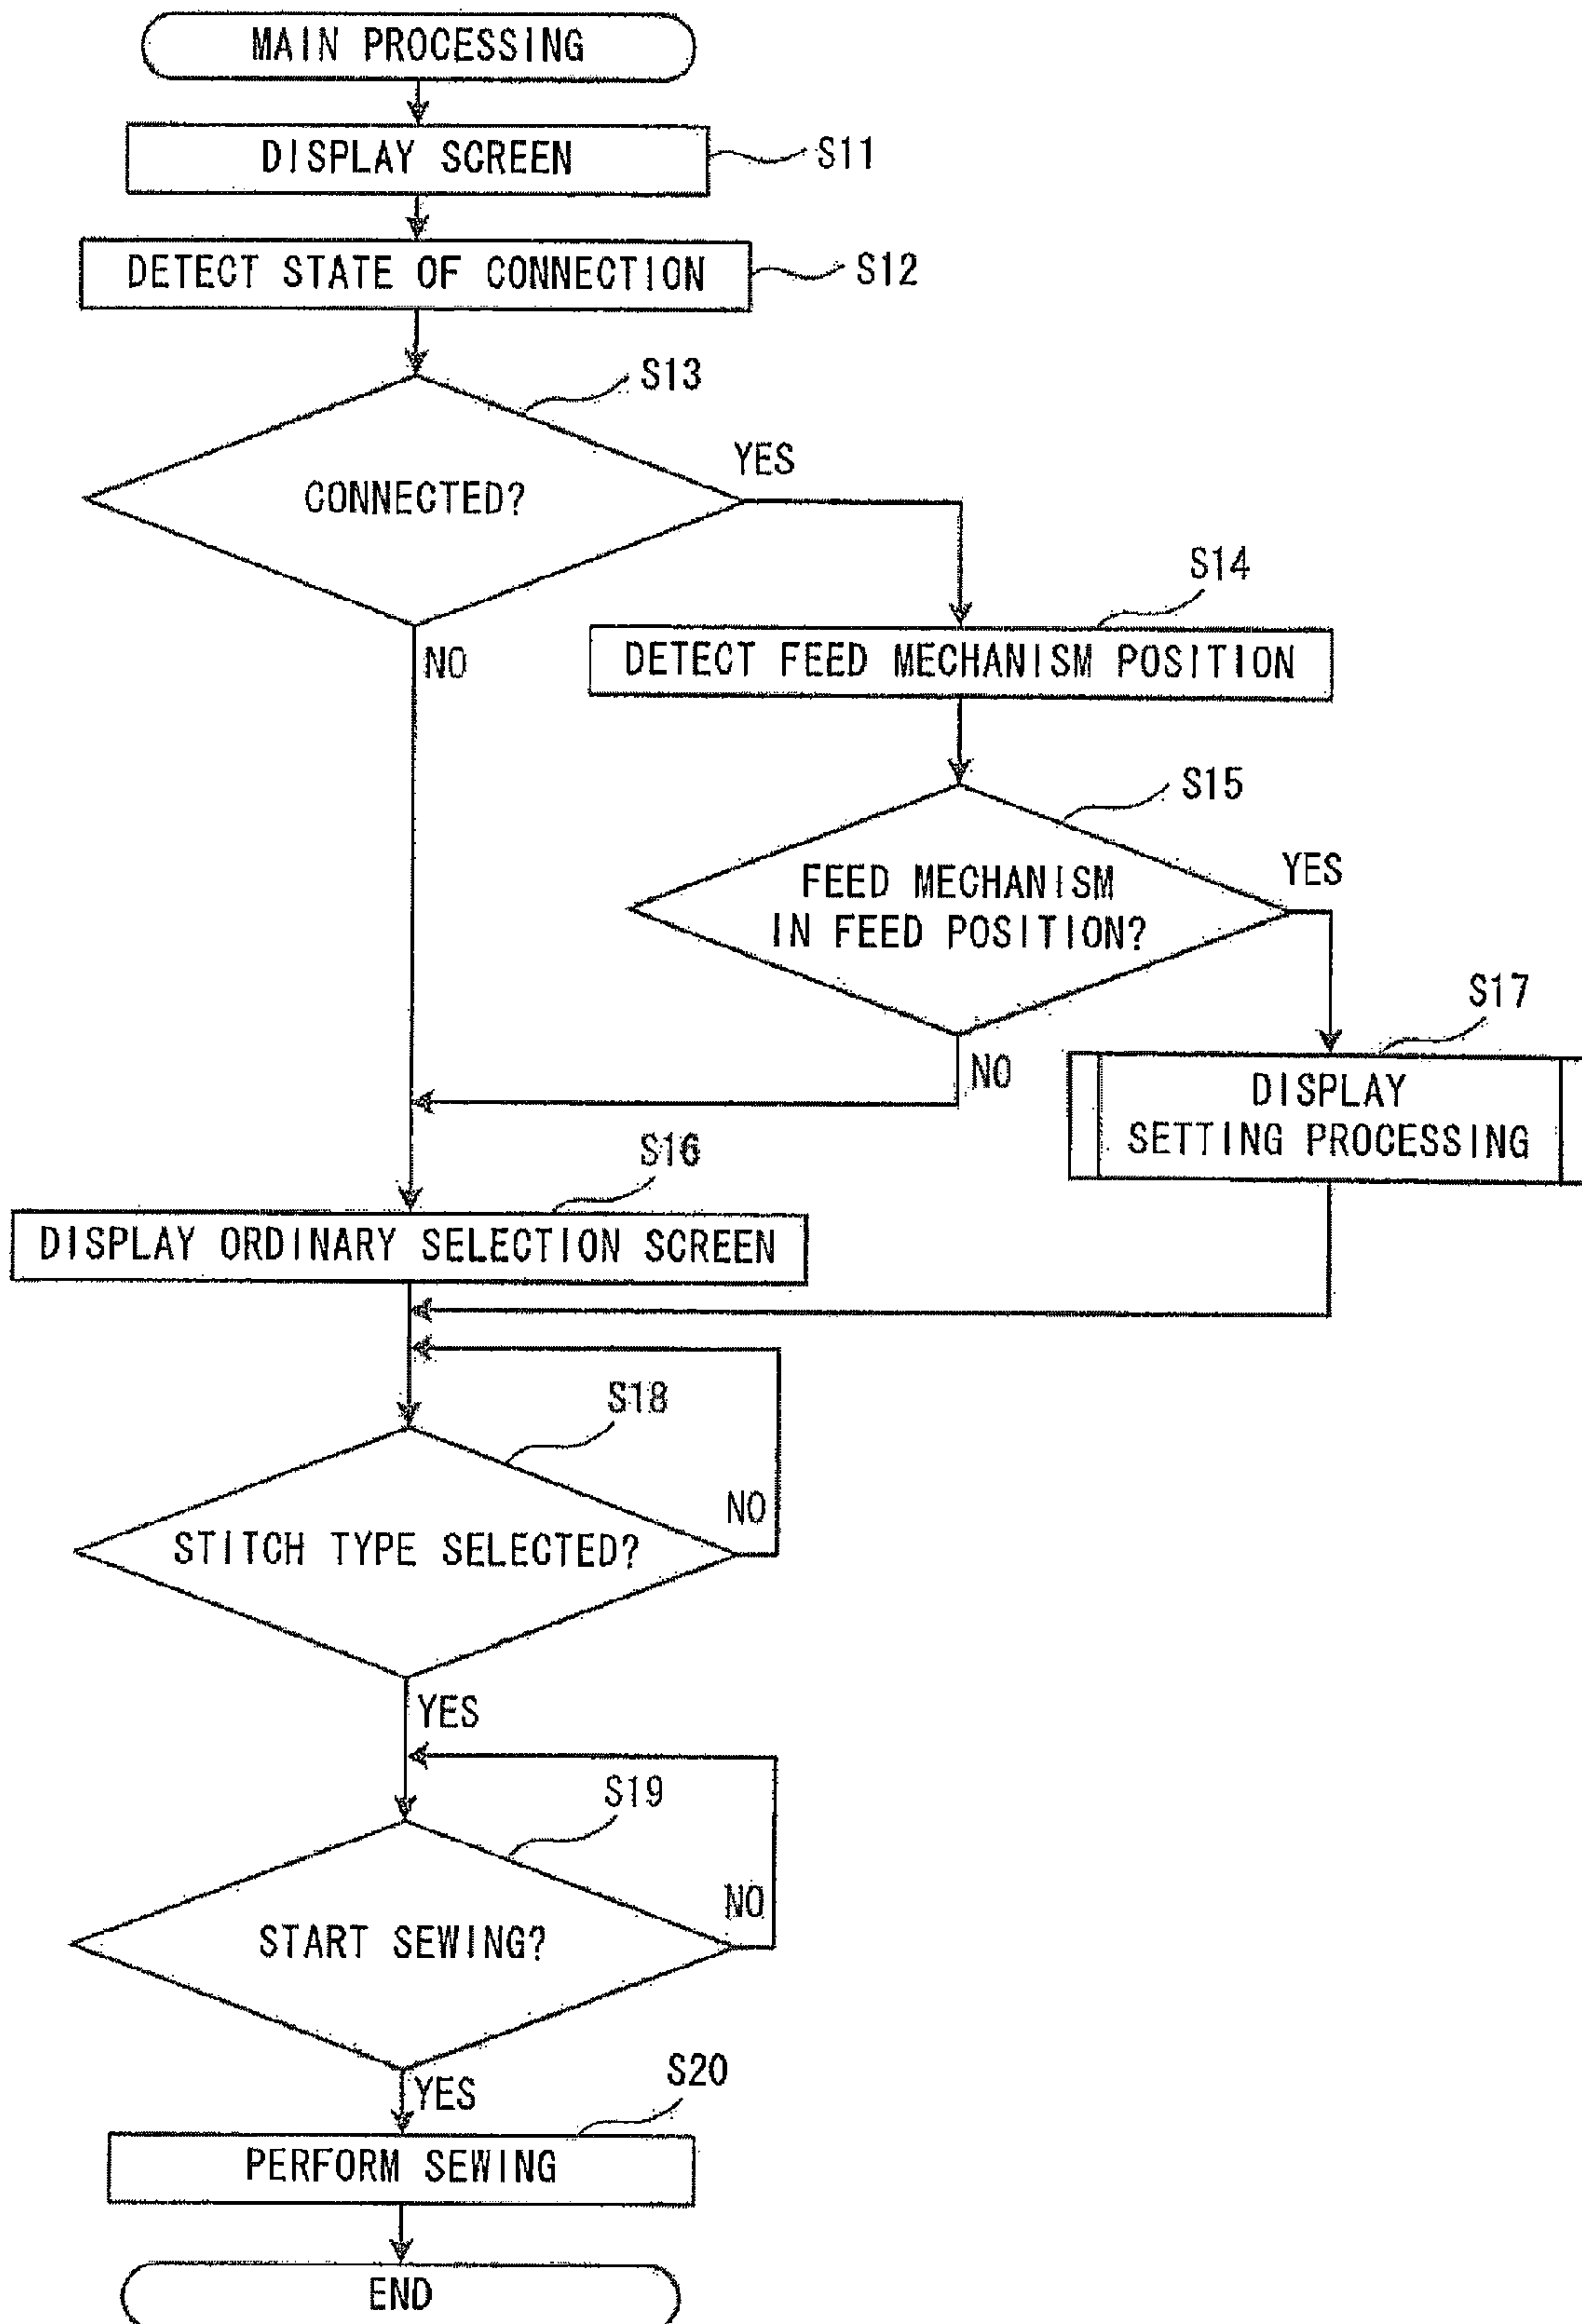 MAIN PROCESSING
DISPLAY SCREEN
S11
DETECT STATE OF CONNECTION
S12
S13
CONNECTED?
YES
NO
S14
DETECT FEED MECHANISM POSITION
S15
FEED MECHANISM
IN FEED POSITION?
YES
NO
S17
DISPLAY
SETTING PROCESSING
S16
DISPLAY ORDINARY SELECTION SCREEN
S18
STITCH TYPE SELECTED?
NO
YES
S19
START SEWING?
NO
YES
S20
PERFORM SEWING
END